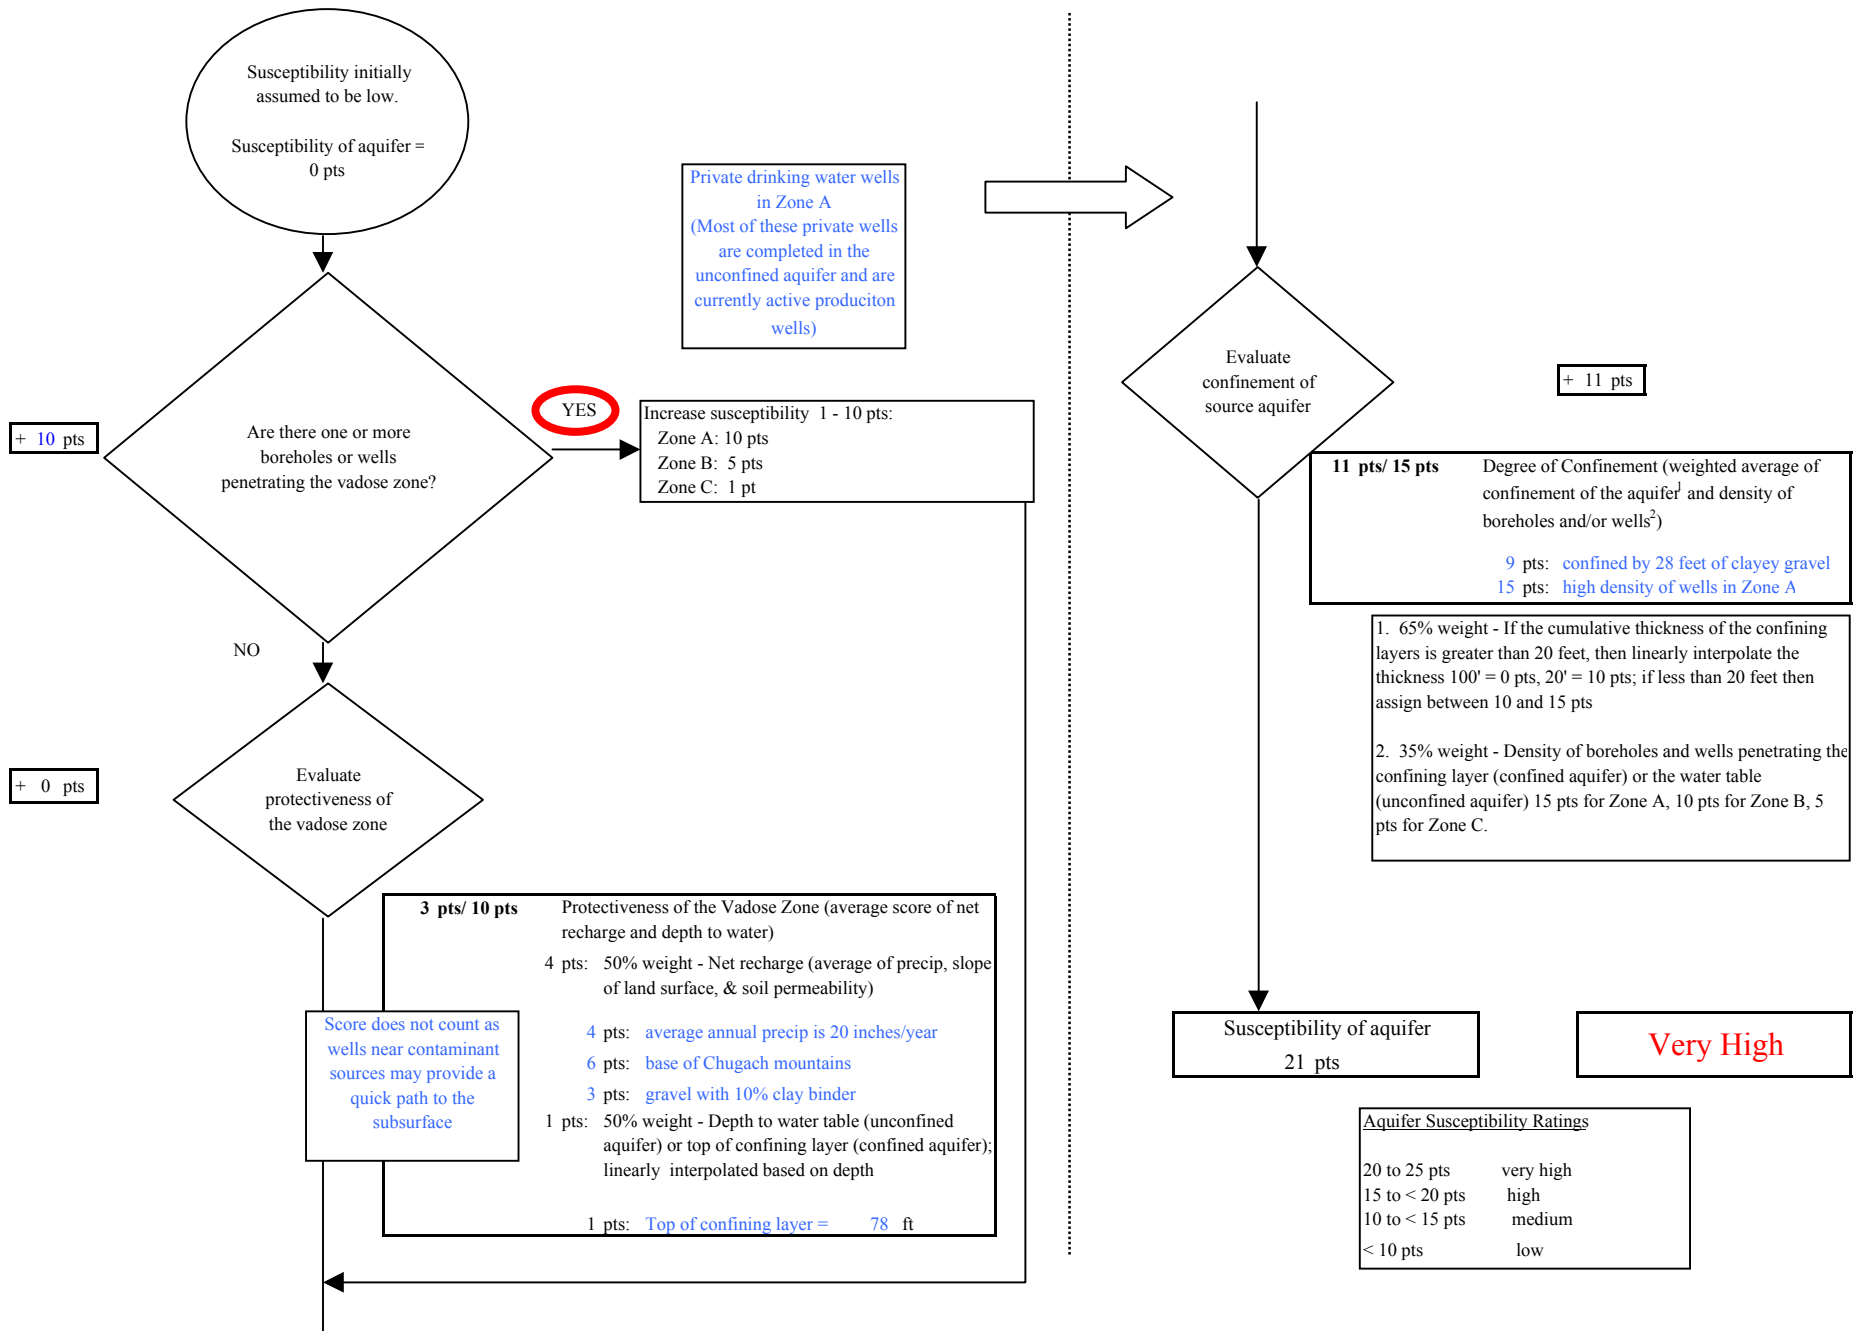 Susceptibility initially
assumed to be low.
Susceptibility of aquifer =
0 pts
Private drinking water wells
in Zone A
(Most of these private wells
are completed in the
unconfined aquifer and are
currently active produciton
wells)
YES
+ 10 pts
Are there one or more
boreholes or wells
penetrating the vadose zone?
Increase susceptibility 1 - 10 pts:
Zone A: 10 pts
Zone B: 5 pts
Zone C: 1 pt
NO
+ 0 pts
Evaluate
protectiveness of
the vadose zone
3 pts/ 10 pts Protectiveness of the Vadose Zone (average score of net
recharge and depth to water)
4 pts: 50% weight - Net recharge (average of precip, slope
of land surface, & soil permeability)
4 pts: average annual precip is 20 inches/year
6 pts: base of Chugach mountains
3 pts: gravel with 10% clay binder
1 pts: 50% weight - Depth to water table (unconfined
aquifer) or top of confining layer (confined aquifer);
linearly interpolated based on depth
1 pts: Top of confining layer = 78 ft
Score does not count as
wells near contaminant
sources may provide a
quick path to the
subsurface
Evaluate
confinement of
source aquifer
+ 11 pts
11 pts/ 15 pts Degree of Confinement (weighted average of
confinement of the aquifer1 and density of
boreholes and/or wells2)
9 pts: confined by 28 feet of clayey gravel
15 pts: high density of wells in Zone A
1. 65% weight - If the cumulative thickness of the confining
layers is greater than 20 feet, then linearly interpolate the
thickness 100' = 0 pts, 20' = 10 pts; if less than 20 feet then
assign between 10 and 15 pts
2. 35% weight - Density of boreholes and wells penetrating the
confining layer (confined aquifer) or the water table
(unconfined aquifer) 15 pts for Zone A, 10 pts for Zone B, 5
pts for Zone C.
Susceptibility of aquifer
21 pts
Very High
Aquifer Susceptibility Ratings
20 to 25 pts very high
15 to < 20 pts high
10 to < 15 pts medium
< 10 pts low